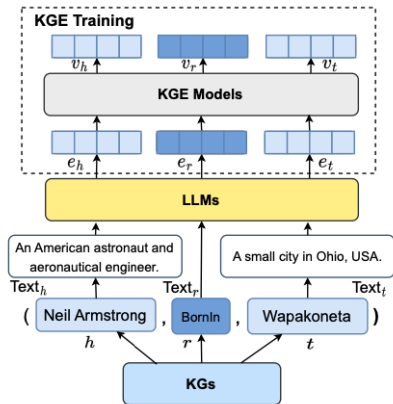 KGE Training
v_h v_r v_t
KGE Models
e_h e_r e_t
LLMs
An American astronaut and
aeronautical engineer.
A small city in Ohio, USA.
Text_h Text_r Text_t
( Neil Armstrong , BornIn , Wapakoneta )
h r t
KGs